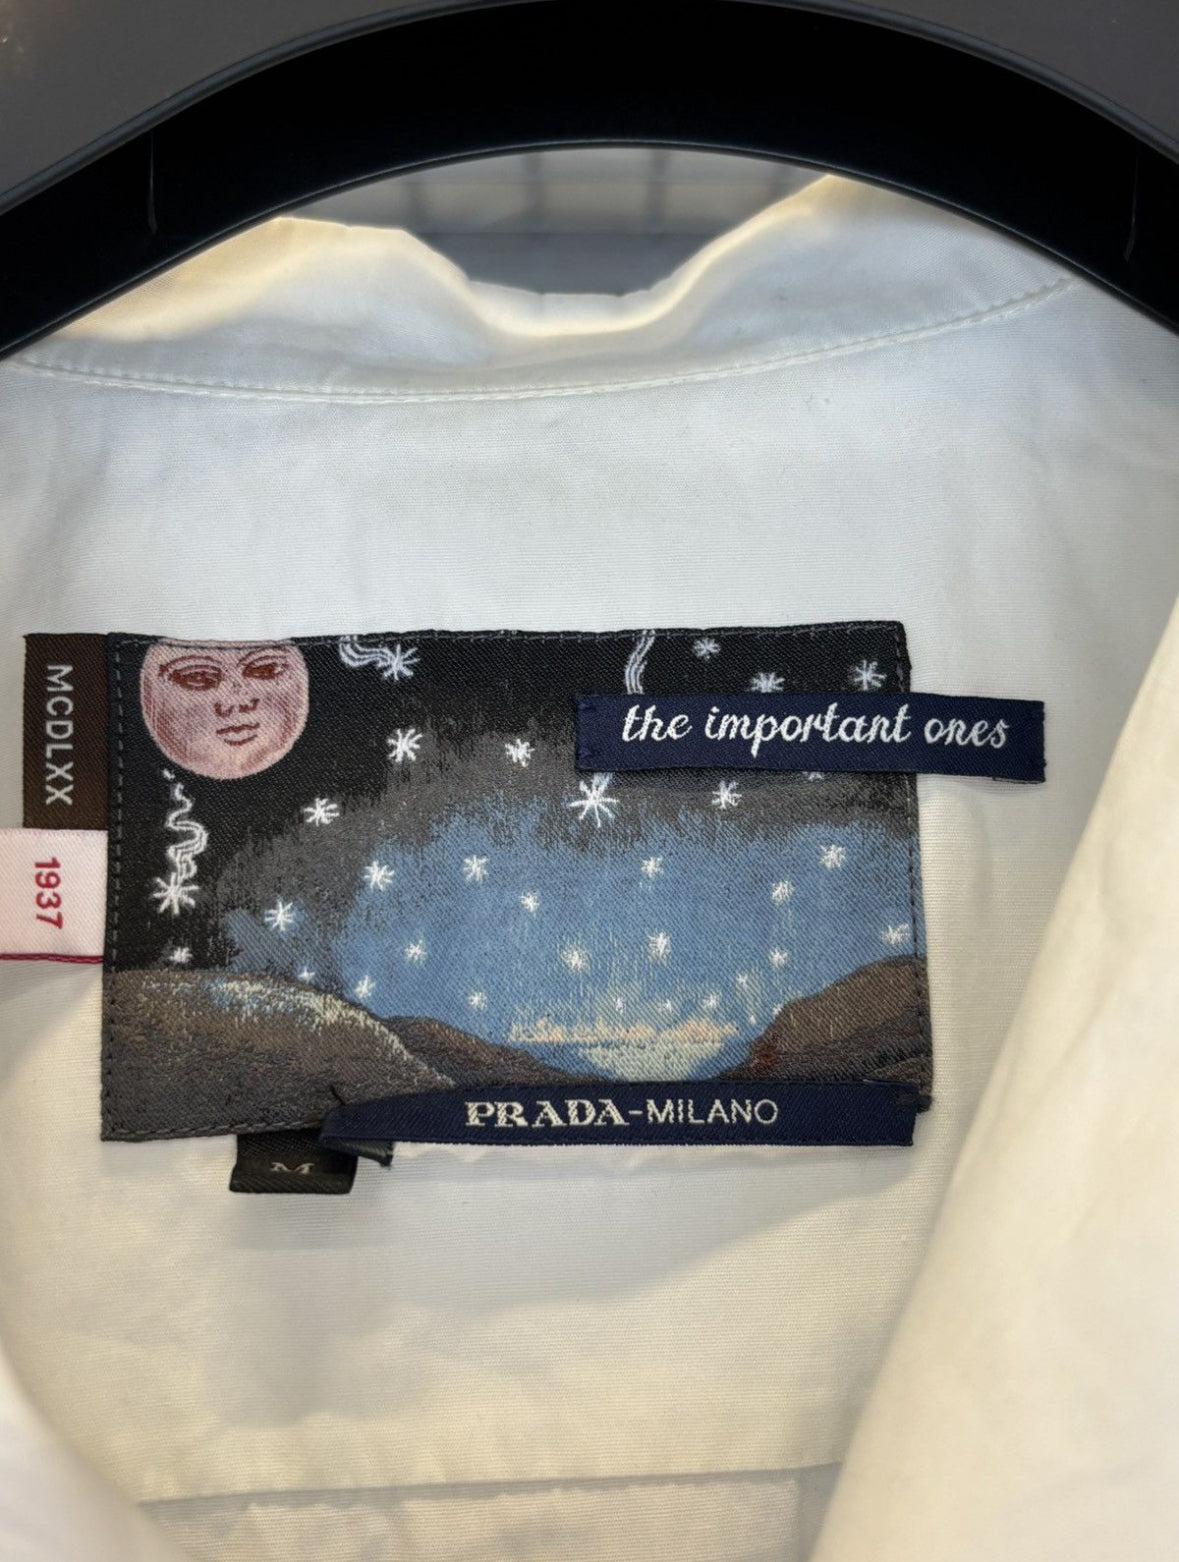 MCDLXX
1937
the important ones
PRADA-MILANO
M